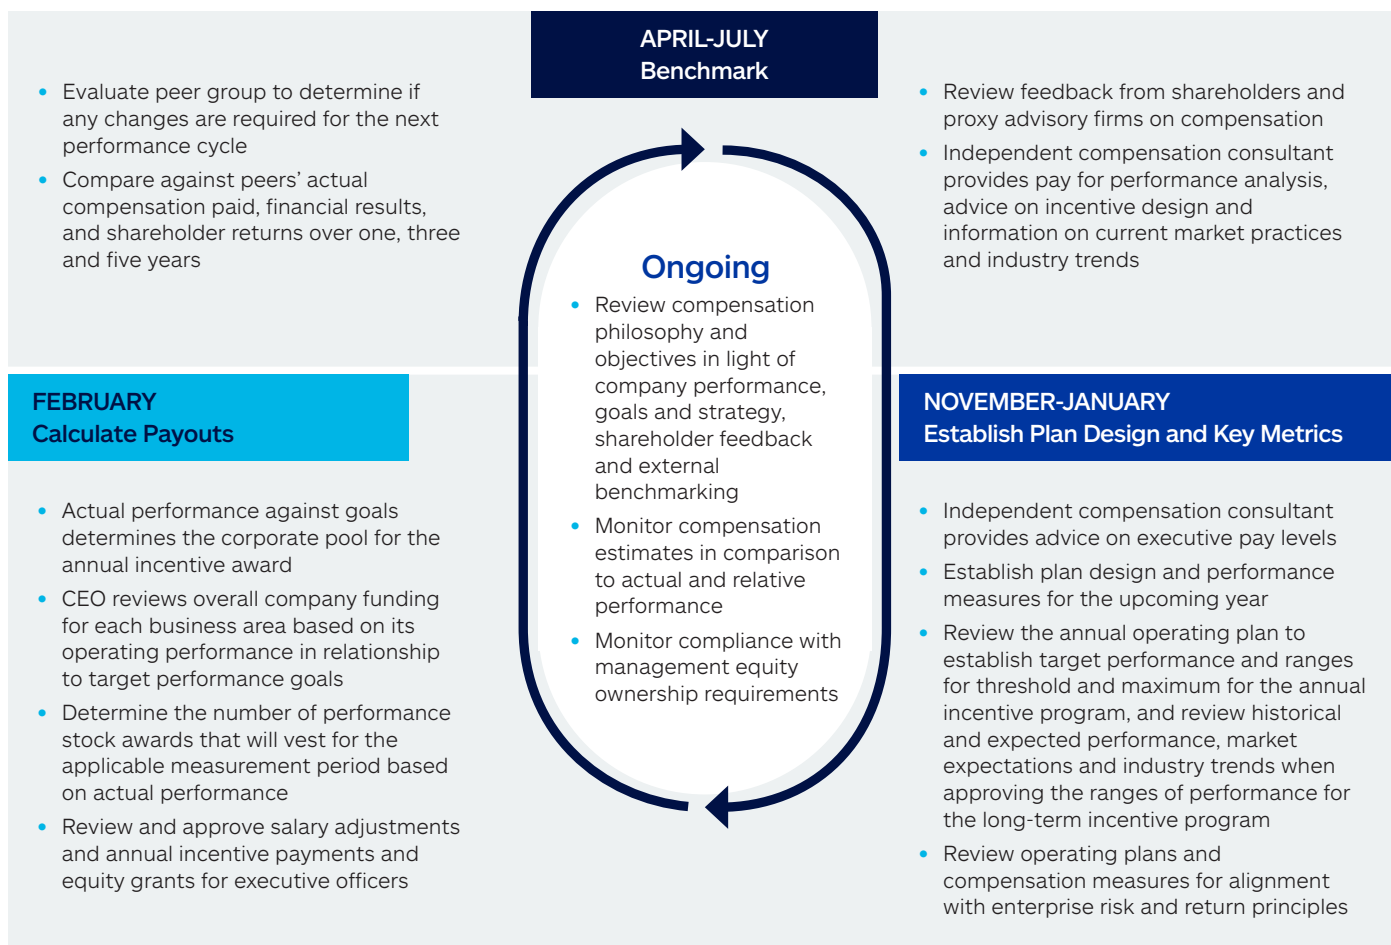 APRIL-JULY
Benchmark
• Evaluate peer group to determine if
any changes are required for the next
performance cycle
• Compare against peers’ actual
compensation paid, financial results,
and shareholder returns over one, three
and five years
• Review feedback from shareholders and
proxy advisory firms on compensation
• Independent compensation consultant
provides pay for performance analysis,
advice on incentive design and
information on current market practices
and industry trends
Ongoing
• Review compensation
philosophy and
objectives in light of
company performance,
goals and strategy,
shareholder feedback
and external
benchmarking
• Monitor compensation
estimates in comparison
to actual and relative
performance
• Monitor compliance with
management equity
ownership requirements
FEBRUARY
Calculate Payouts
• Actual performance against goals
determines the corporate pool for the
annual incentive award
• CEO reviews overall company funding
for each business area based on its
operating performance in relationship
to target performance goals
• Determine the number of performance
stock awards that will vest for the
applicable measurement period based
on actual performance
• Review and approve salary adjustments
and annual incentive payments and
equity grants for executive officers
NOVEMBER-JANUARY
Establish Plan Design and Key Metrics
• Independent compensation consultant
provides advice on executive pay levels
• Establish plan design and performance
measures for the upcoming year
• Review the annual operating plan to
establish target performance and ranges
for threshold and maximum for the annual
incentive program, and review historical
and expected performance, market
expectations and industry trends when
approving the ranges of performance for
the long-term incentive program
• Review operating plans and
compensation measures for alignment
with enterprise risk and return principles